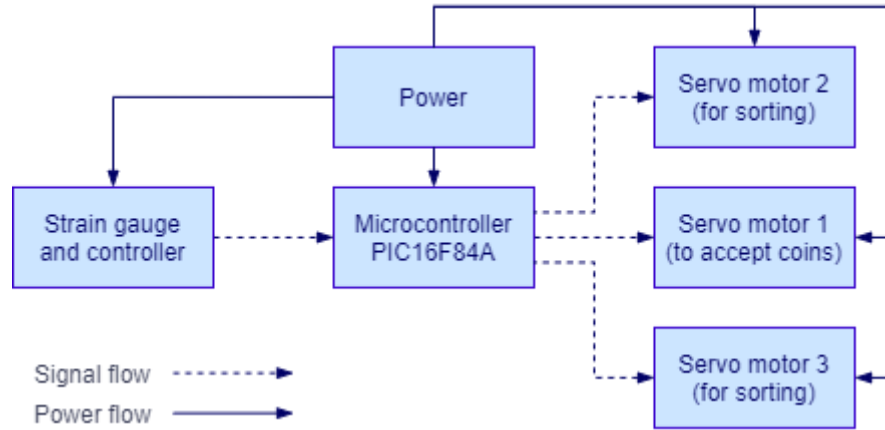 Power
Servo motor 2
(for sorting)
Strain gauge
and controller
Microcontroller
PIC16F84A
Servo motor 1
(to accept coins)
Servo motor 3
(for sorting)
Signal flow
Power flow